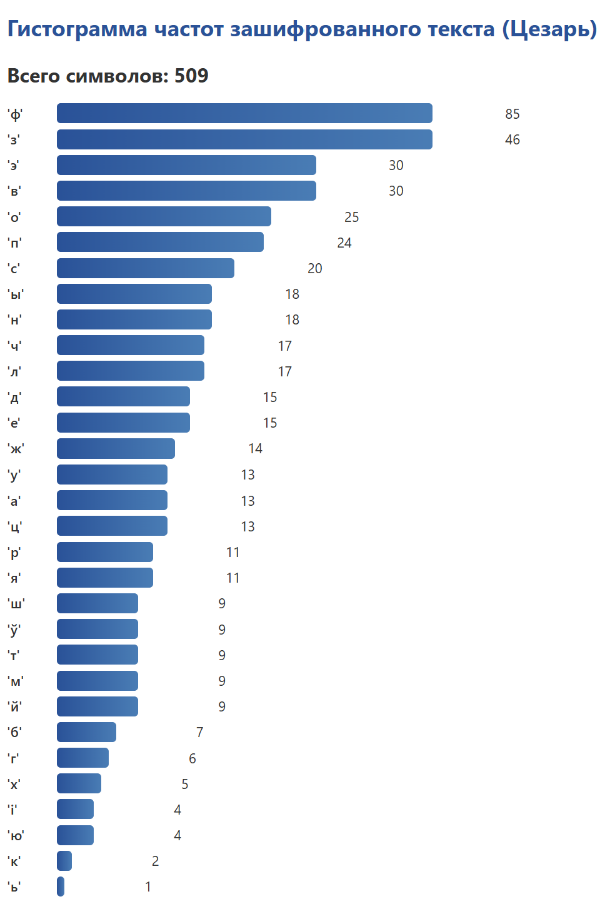 Гистограмма частот зашифрованного текста (Цезарь)
Всего символов: 509
'ф' 85
'з' 46
'э' 30
'в' 30
'о' 25
'п' 24
'с' 20
'ы' 18
'н' 18
'ч' 17
'л' 17
'д' 15
'е' 15
'ж' 14
'у' 13
'а' 13
'ц' 13
'р' 11
'я' 11
'ш' 9
'ў' 9
'т' 9
'м' 9
'й' 9
'б' 7
'г' 6
'х' 5
'і' 4
'ю' 4
'к' 2
'ь' 1